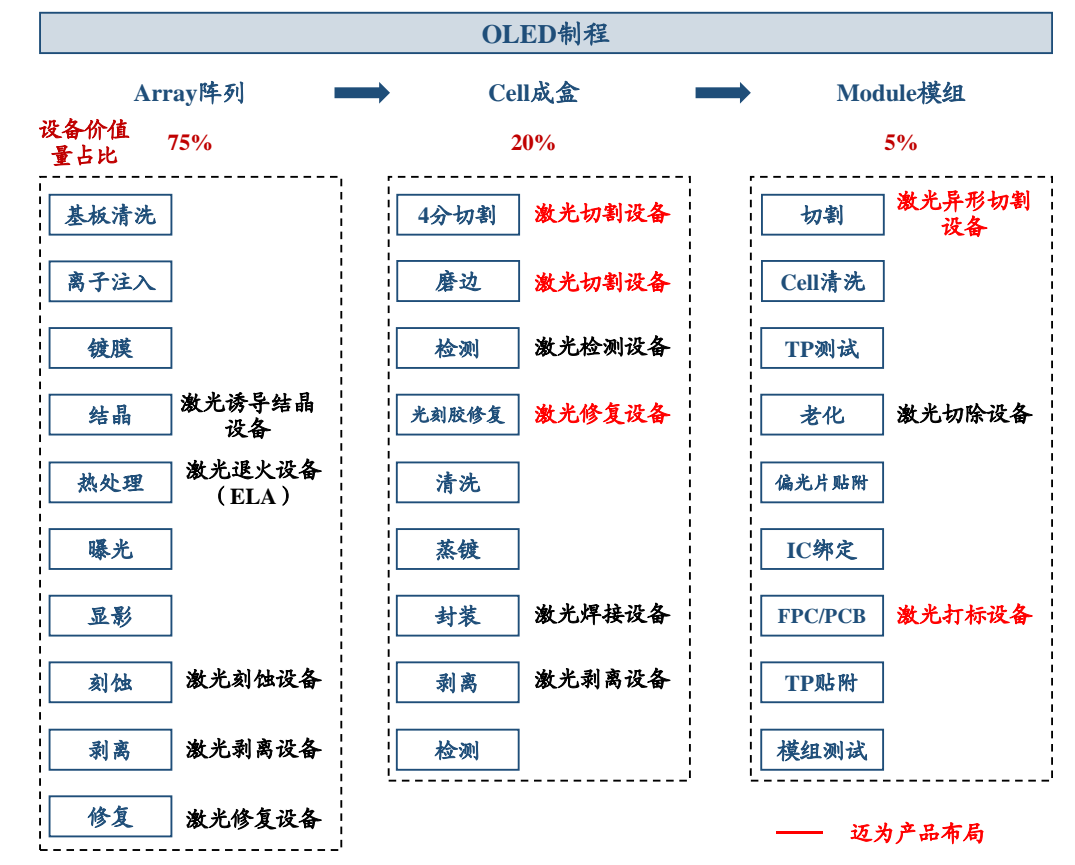 OLED制程
Array阵列
Cell成盒
Module模组
设备价值
量占比
75%
20%
5%
基板清洗
离子注入
镀膜
结晶
激光诱导结晶
设备
热处理
激光退火设备
（ELA）
曝光
显影
刻蚀
激光刻蚀设备
剥离
激光剥离设备
修复
激光修复设备
4分切割
激光切割设备
磨边
激光切割设备
检测
激光检测设备
光刻胶修复
激光修复设备
清洗
蒸镀
封装
激光焊接设备
剥离
激光剥离设备
检测
切割
激光异形切割
设备
Cell清洗
TP测试
老化
激光切除设备
偏光片贴附
IC绑定
FPC/PCB
激光打标设备
TP贴附
模组测试
迈为产品布局